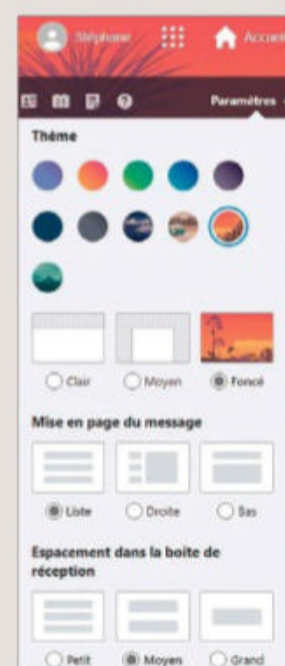 Stéphane Accueil
Paramètres
Thème
Clair Moyen Foncé
Mise en page du message
Liste Droite Bas
Espacement dans la boite de
réception
Petit Moyen Grand